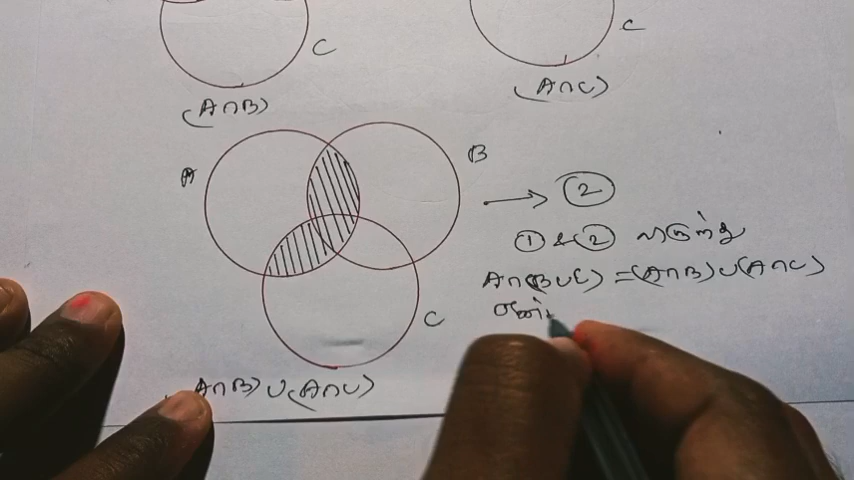 C
C
(A∩B)
(A∩C)
A
B
→ ②
① & ② லிருந்து
A∩(B∪C) = (A∩B)∪(A∩C)
C
A∩B)∪(A∩C)